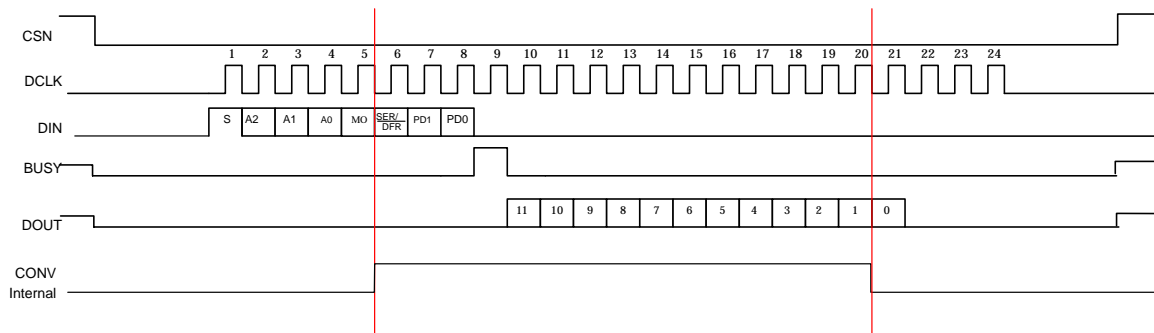 CSN
1 2 3 4 5 6 7 8 9 10 11 12 13 14 15 16 17 18 19 20 21 22 23 24
DCLK
DIN
S A2 A1 A0 MO SER/ DFR PD1 PD0
BUSY
DOUT
11 10 9 8 7 6 5 4 3 2 1 0
CONV
Internal